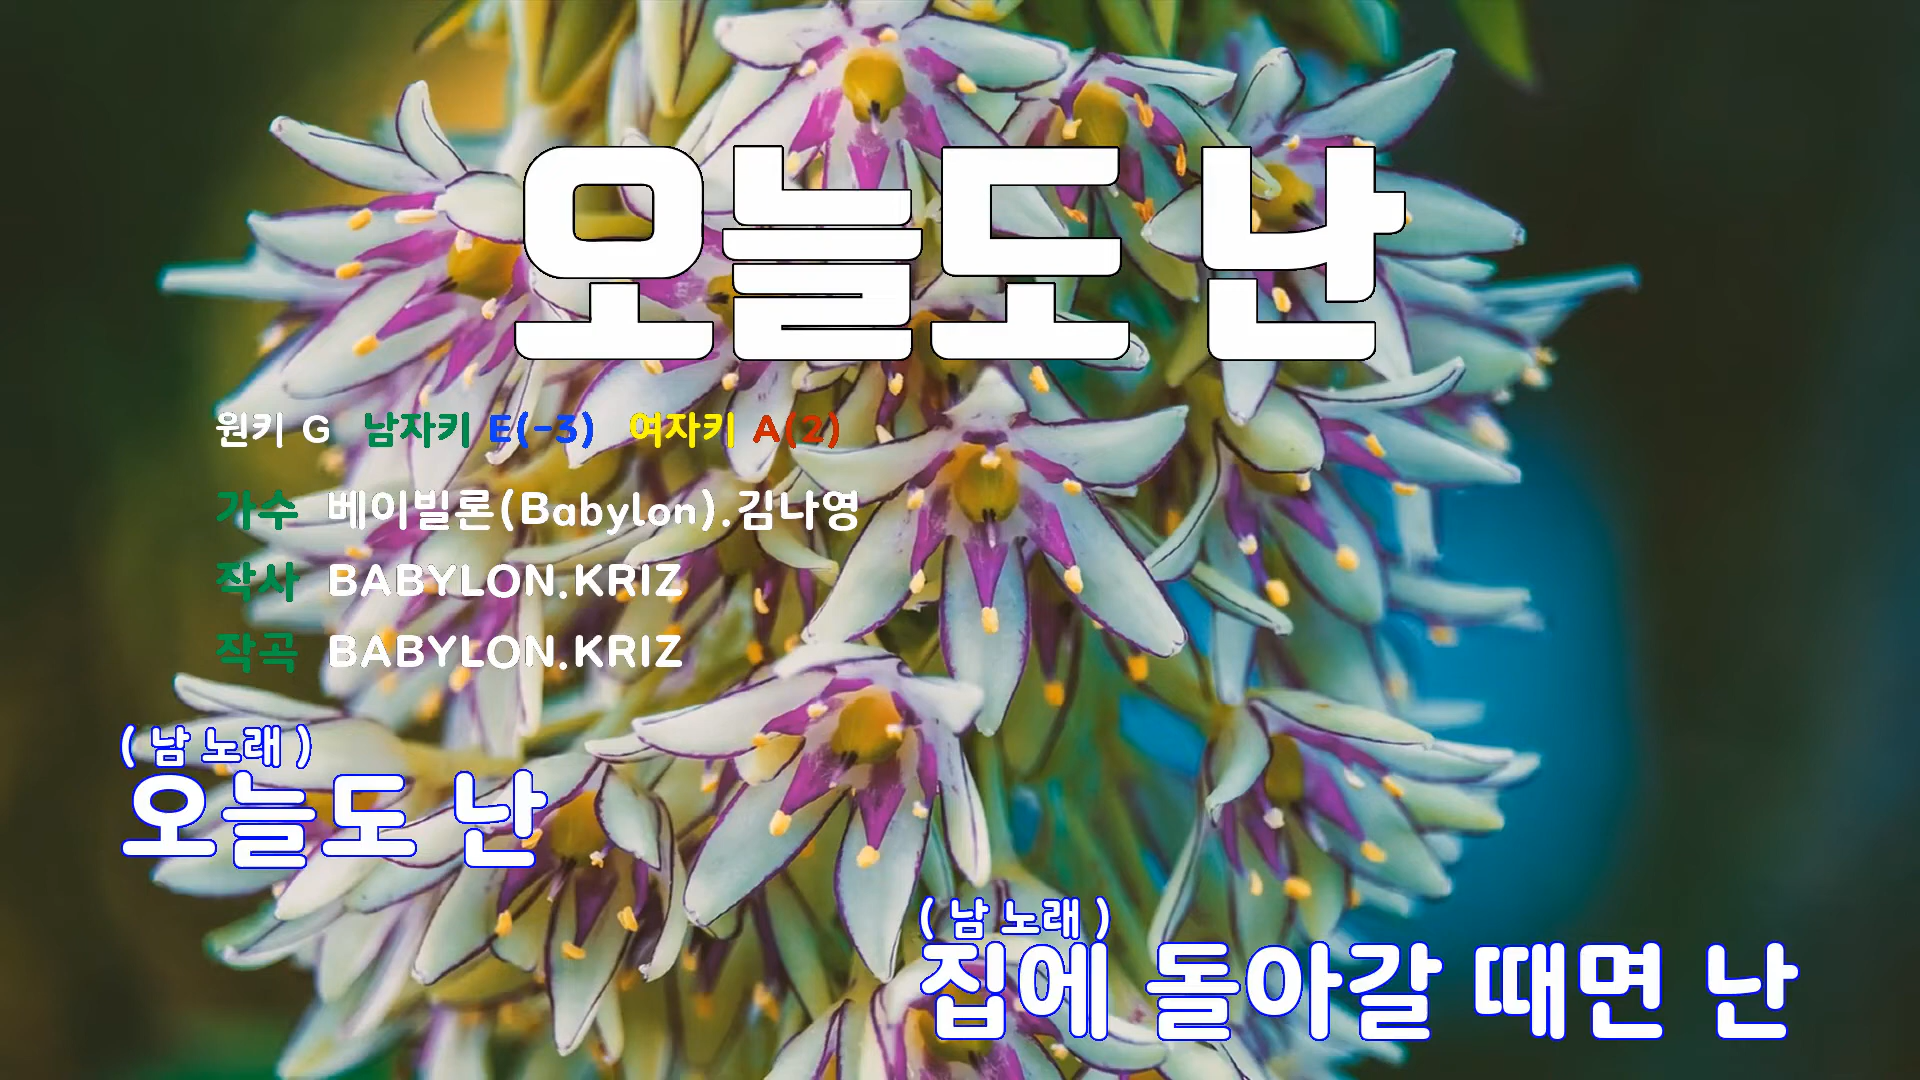 오늘도 난
원키 G 남자키 E(-3) 여자키 A(2)
가수 베이빌론(Babylon).김나영
작사 BABYLON.KRIZ
작곡 BABYLON.KRIZ
( 남 노래 )
오늘도 난
( 남 노래 )
집에 돌아갈 때면 난